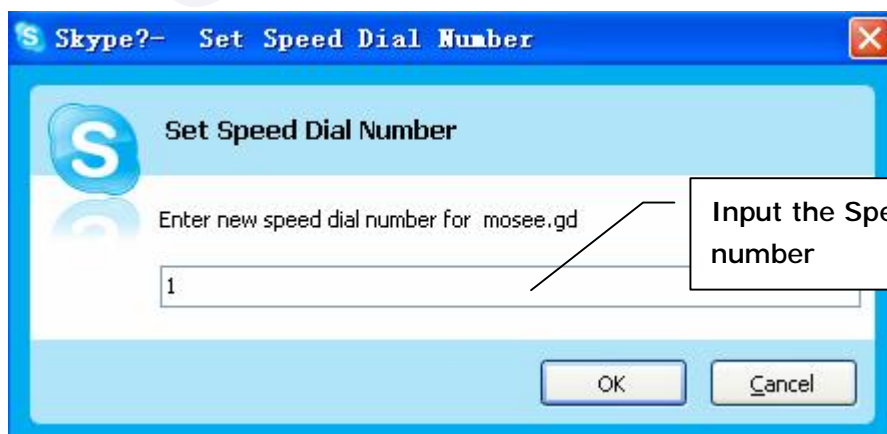 Skype?- Set Speed Dial Number
Set Speed Dial Number
Enter new speed dial number for mosee.gd
Input the Spe
number
1
OK Cancel